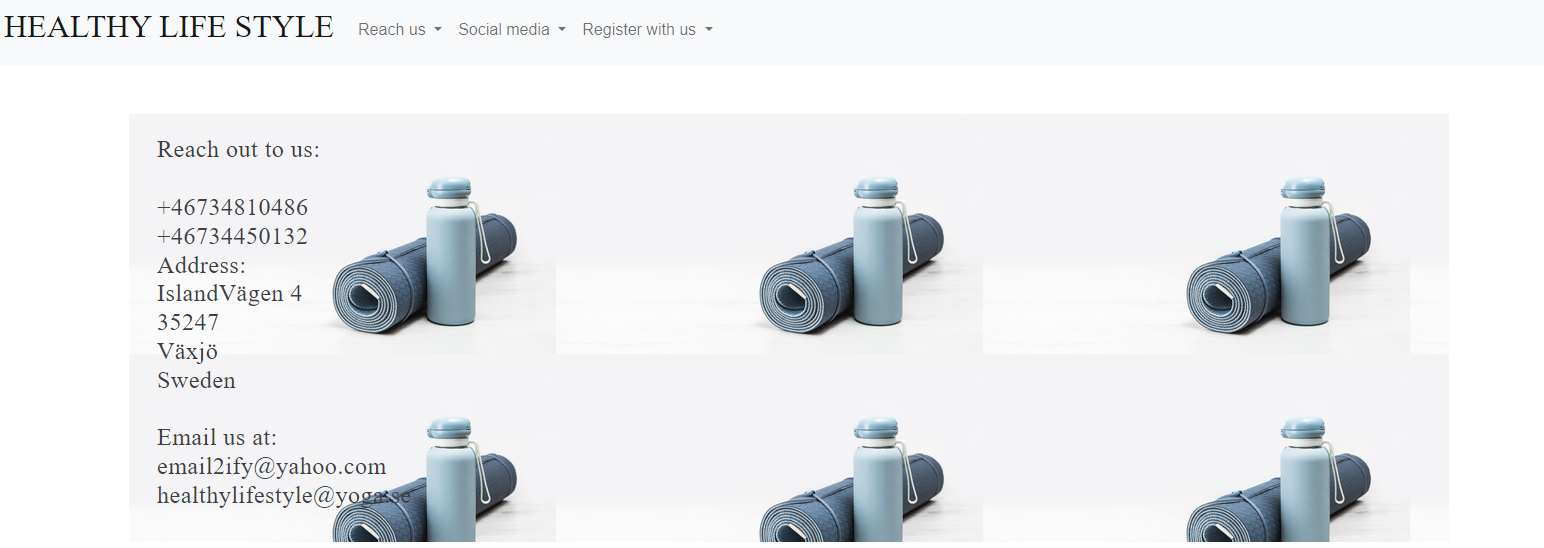 HEALTHY LIFE STYLE
Reach us
Social media
Register with us
Reach out to us:
+46734810486
+46734450132
Address:
IslandVägen 4
35247
Växjö
Sweden
Email us at:
email2ify@yahoo.com
healthylifestyle@yoga.se